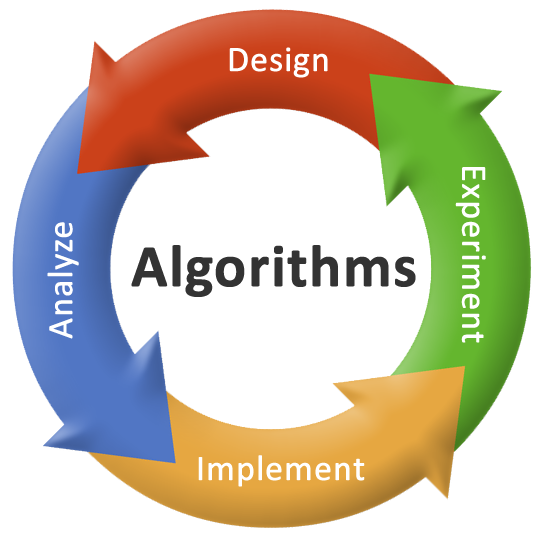 Design
Experiment
Algorithms
Analyze
Implement